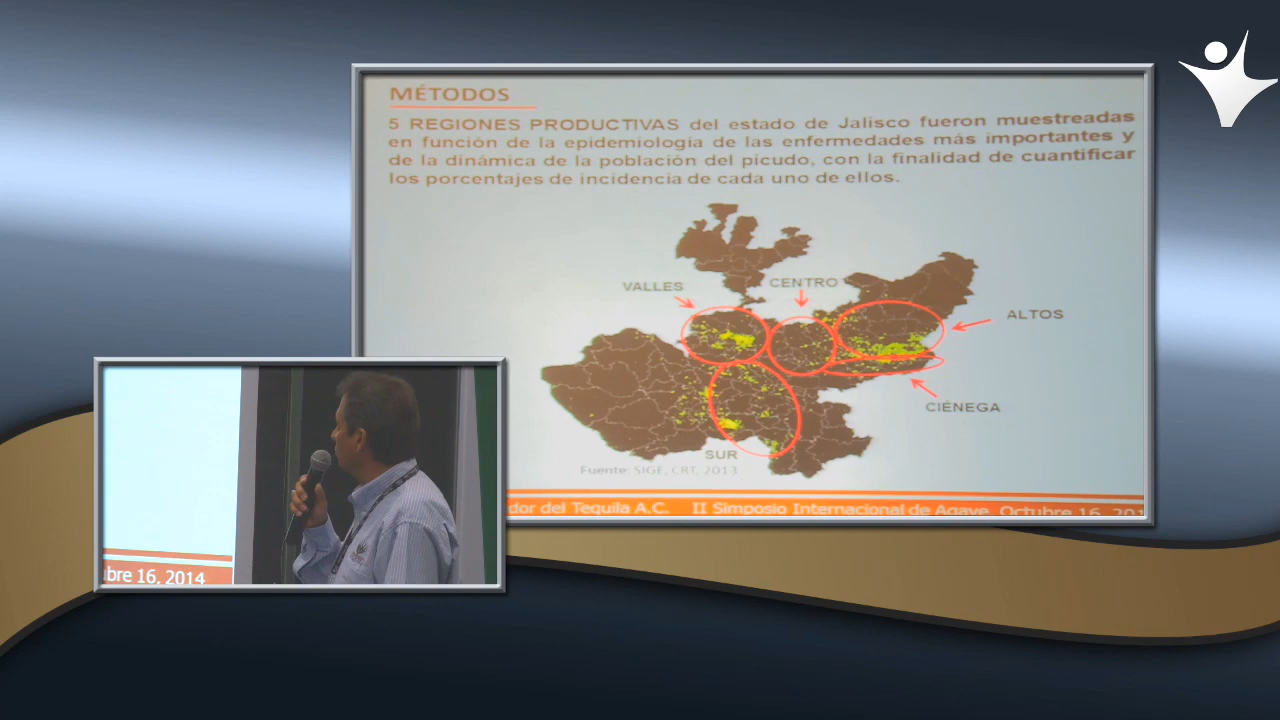 MÉTODOS
5 REGIONES PRODUCTIVAS del estado de Jalisco fueron muestreadas
en función de la epidemiología de las enfermedades más importantes y
de la dinámica de la población del picudo, con la finalidad de cuantificar
los porcentajes de incidencia de cada uno de ellos.
VALLES
CENTRO
ALTOS
CIÉNEGA
SUR
Fuente: SIGE, CRT, 2013
dor del Tequila A.C. II Simposio Internacional de Agave, Octubre 16, 201
bre 16, 2014